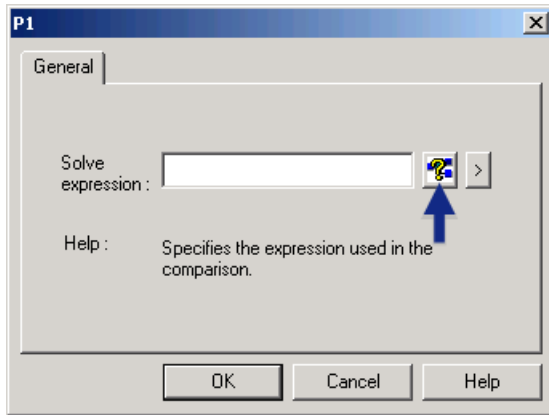 P1
General
Solve
expression :
>
Help :
Specifies the expression used in the
comparison.
OK
Cancel
Help